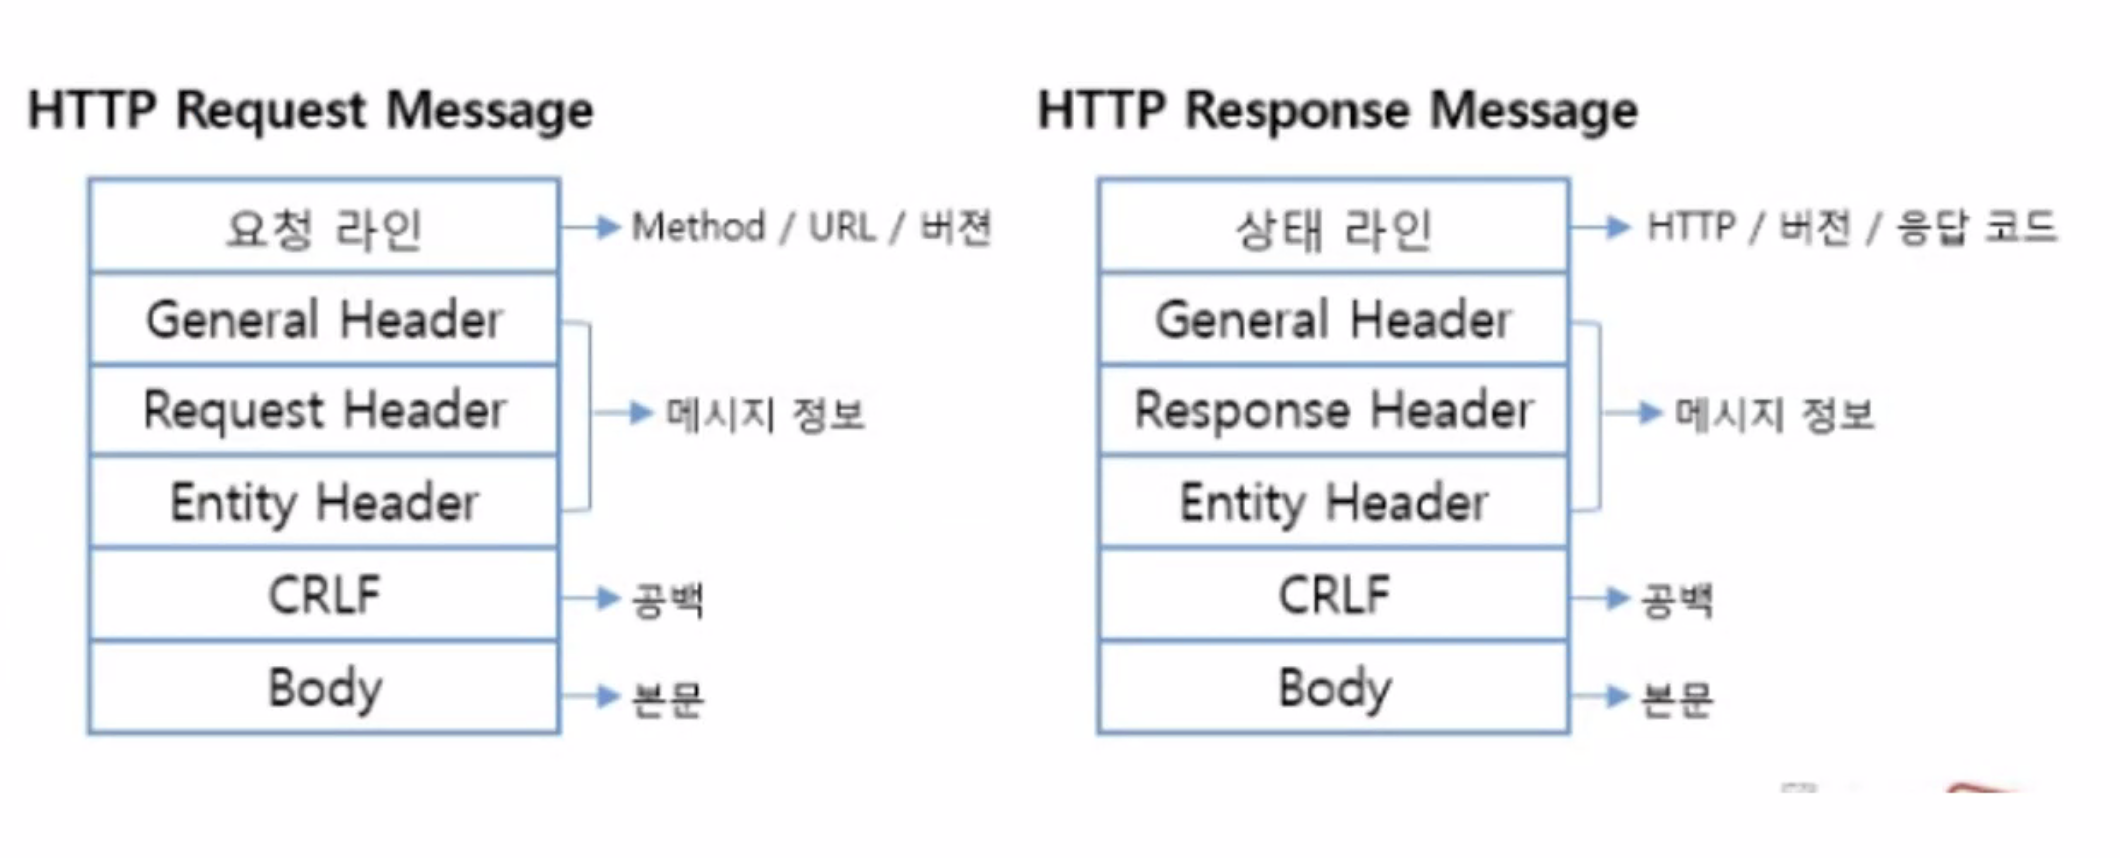 HTTP Request Message
요청 라인
Method / URL / 버젼
General Header
Request Header
메시지 정보
Entity Header
CRLF
공백
Body
본문
HTTP Response Message
상태 라인
HTTP / 버전 / 응답 코드
General Header
Response Header
메시지 정보
Entity Header
CRLF
공백
Body
본문